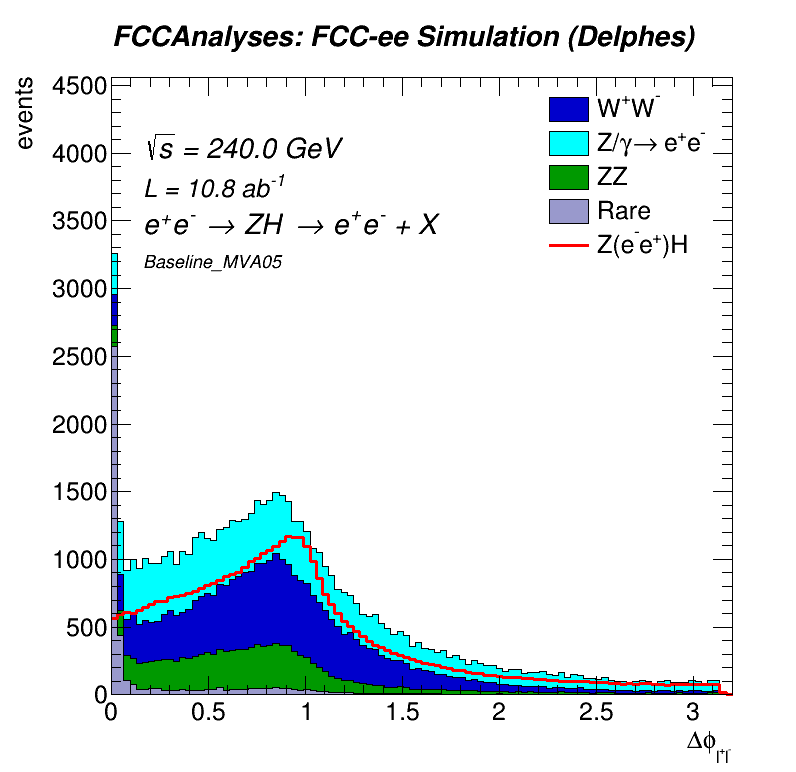 FCCAnalyses: FCC-ee Simulation (Delphes)
events
4500
4000
3500
3000
2500
2000
1500
1000
500
0
√s = 240.0 GeV
L = 10.8 ab⁻¹
e⁺e⁻ → ZH → e⁺e⁻ + X
Baseline_MVA05
W⁺W⁻
Z/γ→ e⁺e⁻
ZZ
Rare
Z(e⁻e⁺)H
0 0.5 1 1.5 2 2.5 3
Δϕ_l⁺l⁻